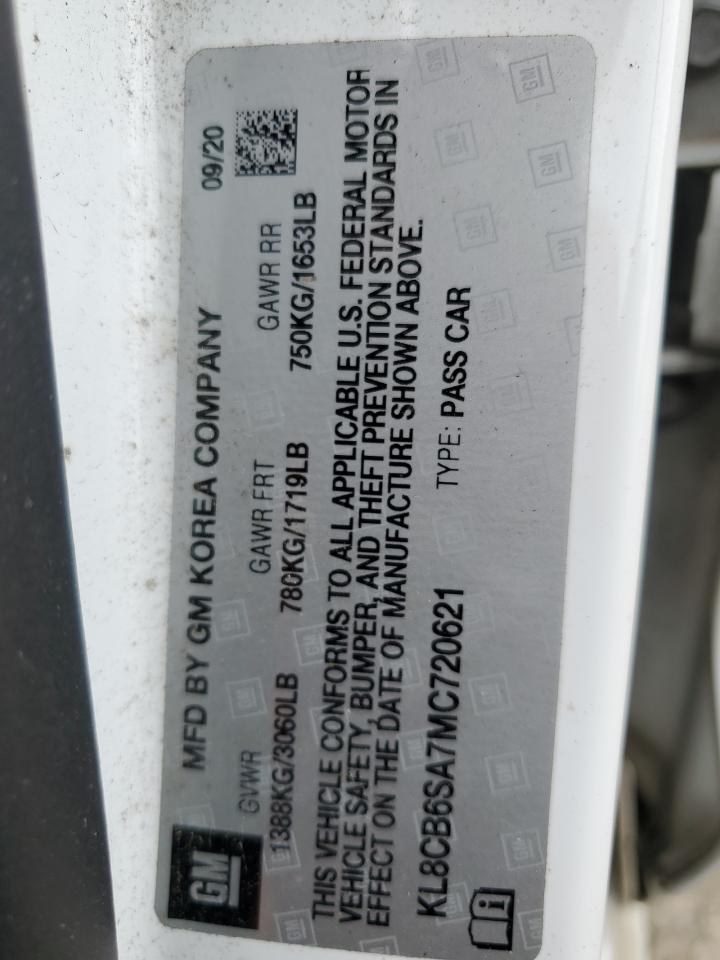 GM
MFD BY GM KOREA COMPANY 09/20
GVWR GAWR FRT GAWR RR
1388KG/3060LB 780KG/1719LB 750KG/1653LB
THIS VEHICLE CONFORMS TO ALL APPLICABLE U.S. FEDERAL MOTOR
VEHICLE SAFETY, BUMPER, AND THEFT PREVENTION STANDARDS IN
EFFECT ON THE DATE OF MANUFACTURE SHOWN ABOVE.
KL8CB6SA7MC720621 TYPE: PASS CAR